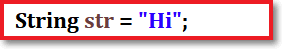 String str = "Hi";